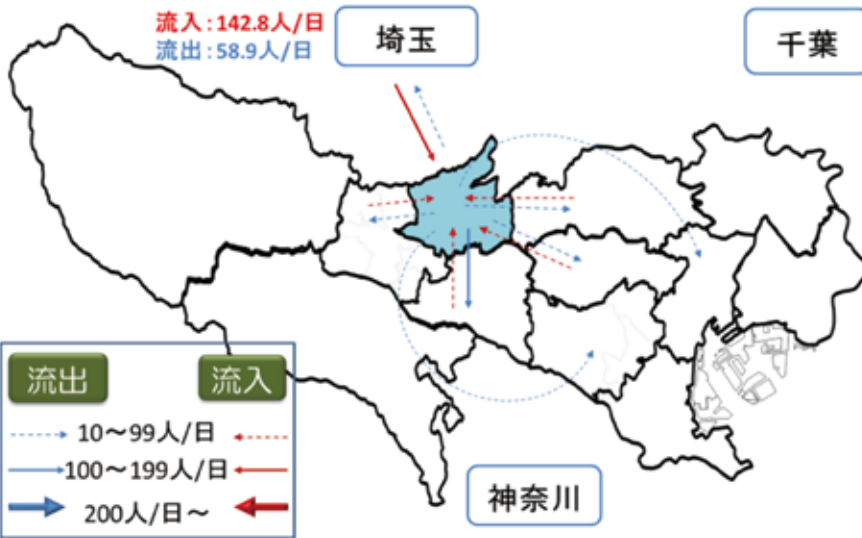 流入:142.8人/日
流出:58.9人/日
埼玉
千葉
流出
流入
10～99人/日
100～199人/日
200人/日～
神奈川